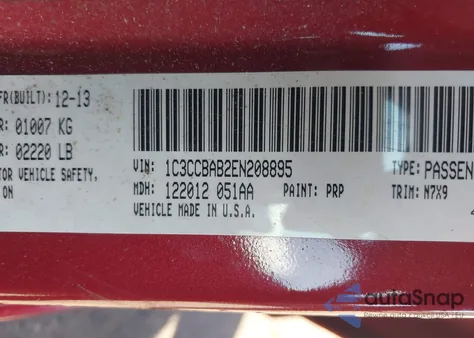 FR(BUILT): 12-13
R: 01007 KG
R: 02220 LB
TOR VEHICLE SAFETY,
ON
VIN: 1C3CCBAB2EN208895
TYPE: PASSEN
MDH: 122012 051AA PAINT: PRP TRIM: N7X9
VEHICLE MADE IN U.S.A.
autoSnap